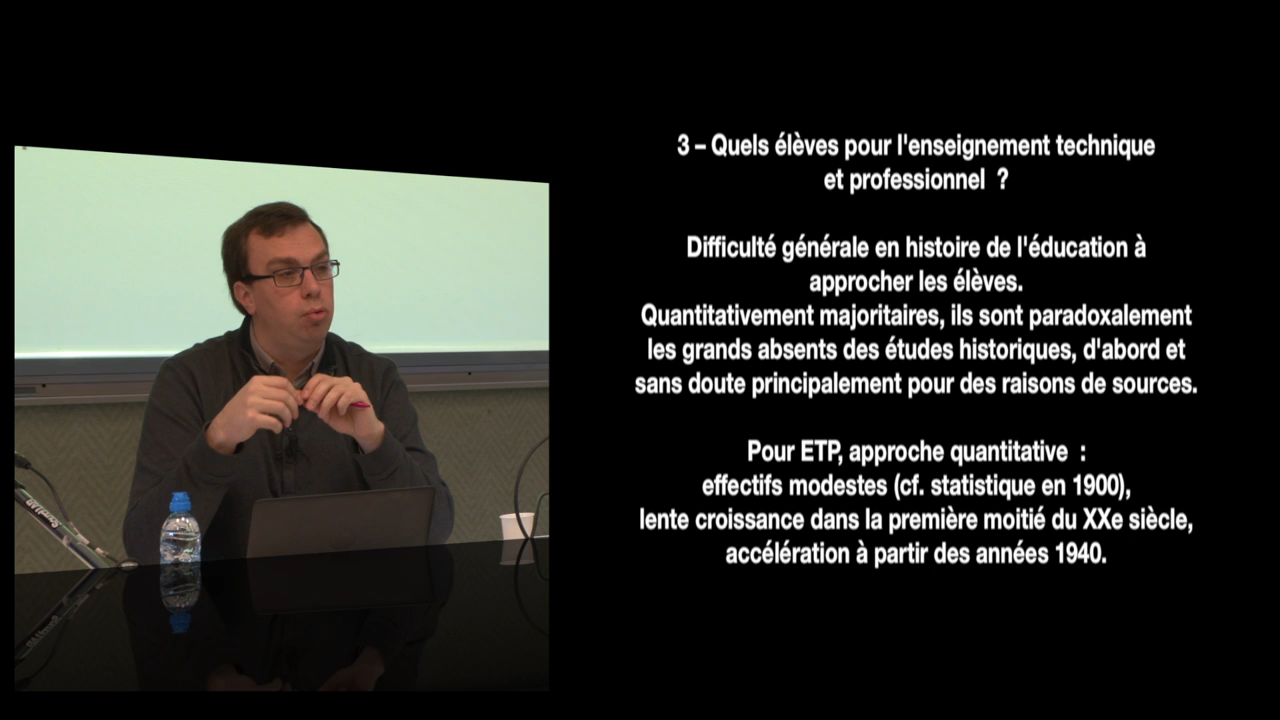 3 – Quels élèves pour l'enseignement technique
et professionnel  ?
Difficulté générale en histoire de l'éducation à
approcher les élèves.
Quantitativement majoritaires, ils sont paradoxalement
les grands absents des études historiques, d'abord et
sans doute principalement pour des raisons de sources.
Pour ETP, approche quantitative  :
effectifs modestes (cf. statistique en 1900),
lente croissance dans la première moitié du XXe siècle,
accélération à partir des années 1940.